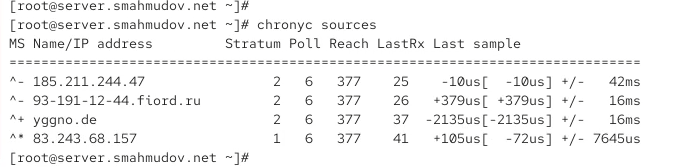 [root@server.smahmudov.net ~]#
[root@server.smahmudov.net ~]# chronyc sources
MS Name/IP address         Stratum Poll Reach LastRx Last sample
===============================================================================
^- 185.211.244.47                2   6   377    25    -10us[  -10us] +/-   42ms
^- 93-191-12-44.fiord.ru         2   6   377    26   +379us[ +379us] +/-   16ms
^+ yggno.de                      2   6   377    37  -2135us[-2135us] +/-   16ms
^* 83.243.68.157                 1   6   377    41   +105us[  -72us] +/- 7645us
[root@server.smahmudov.net ~]#